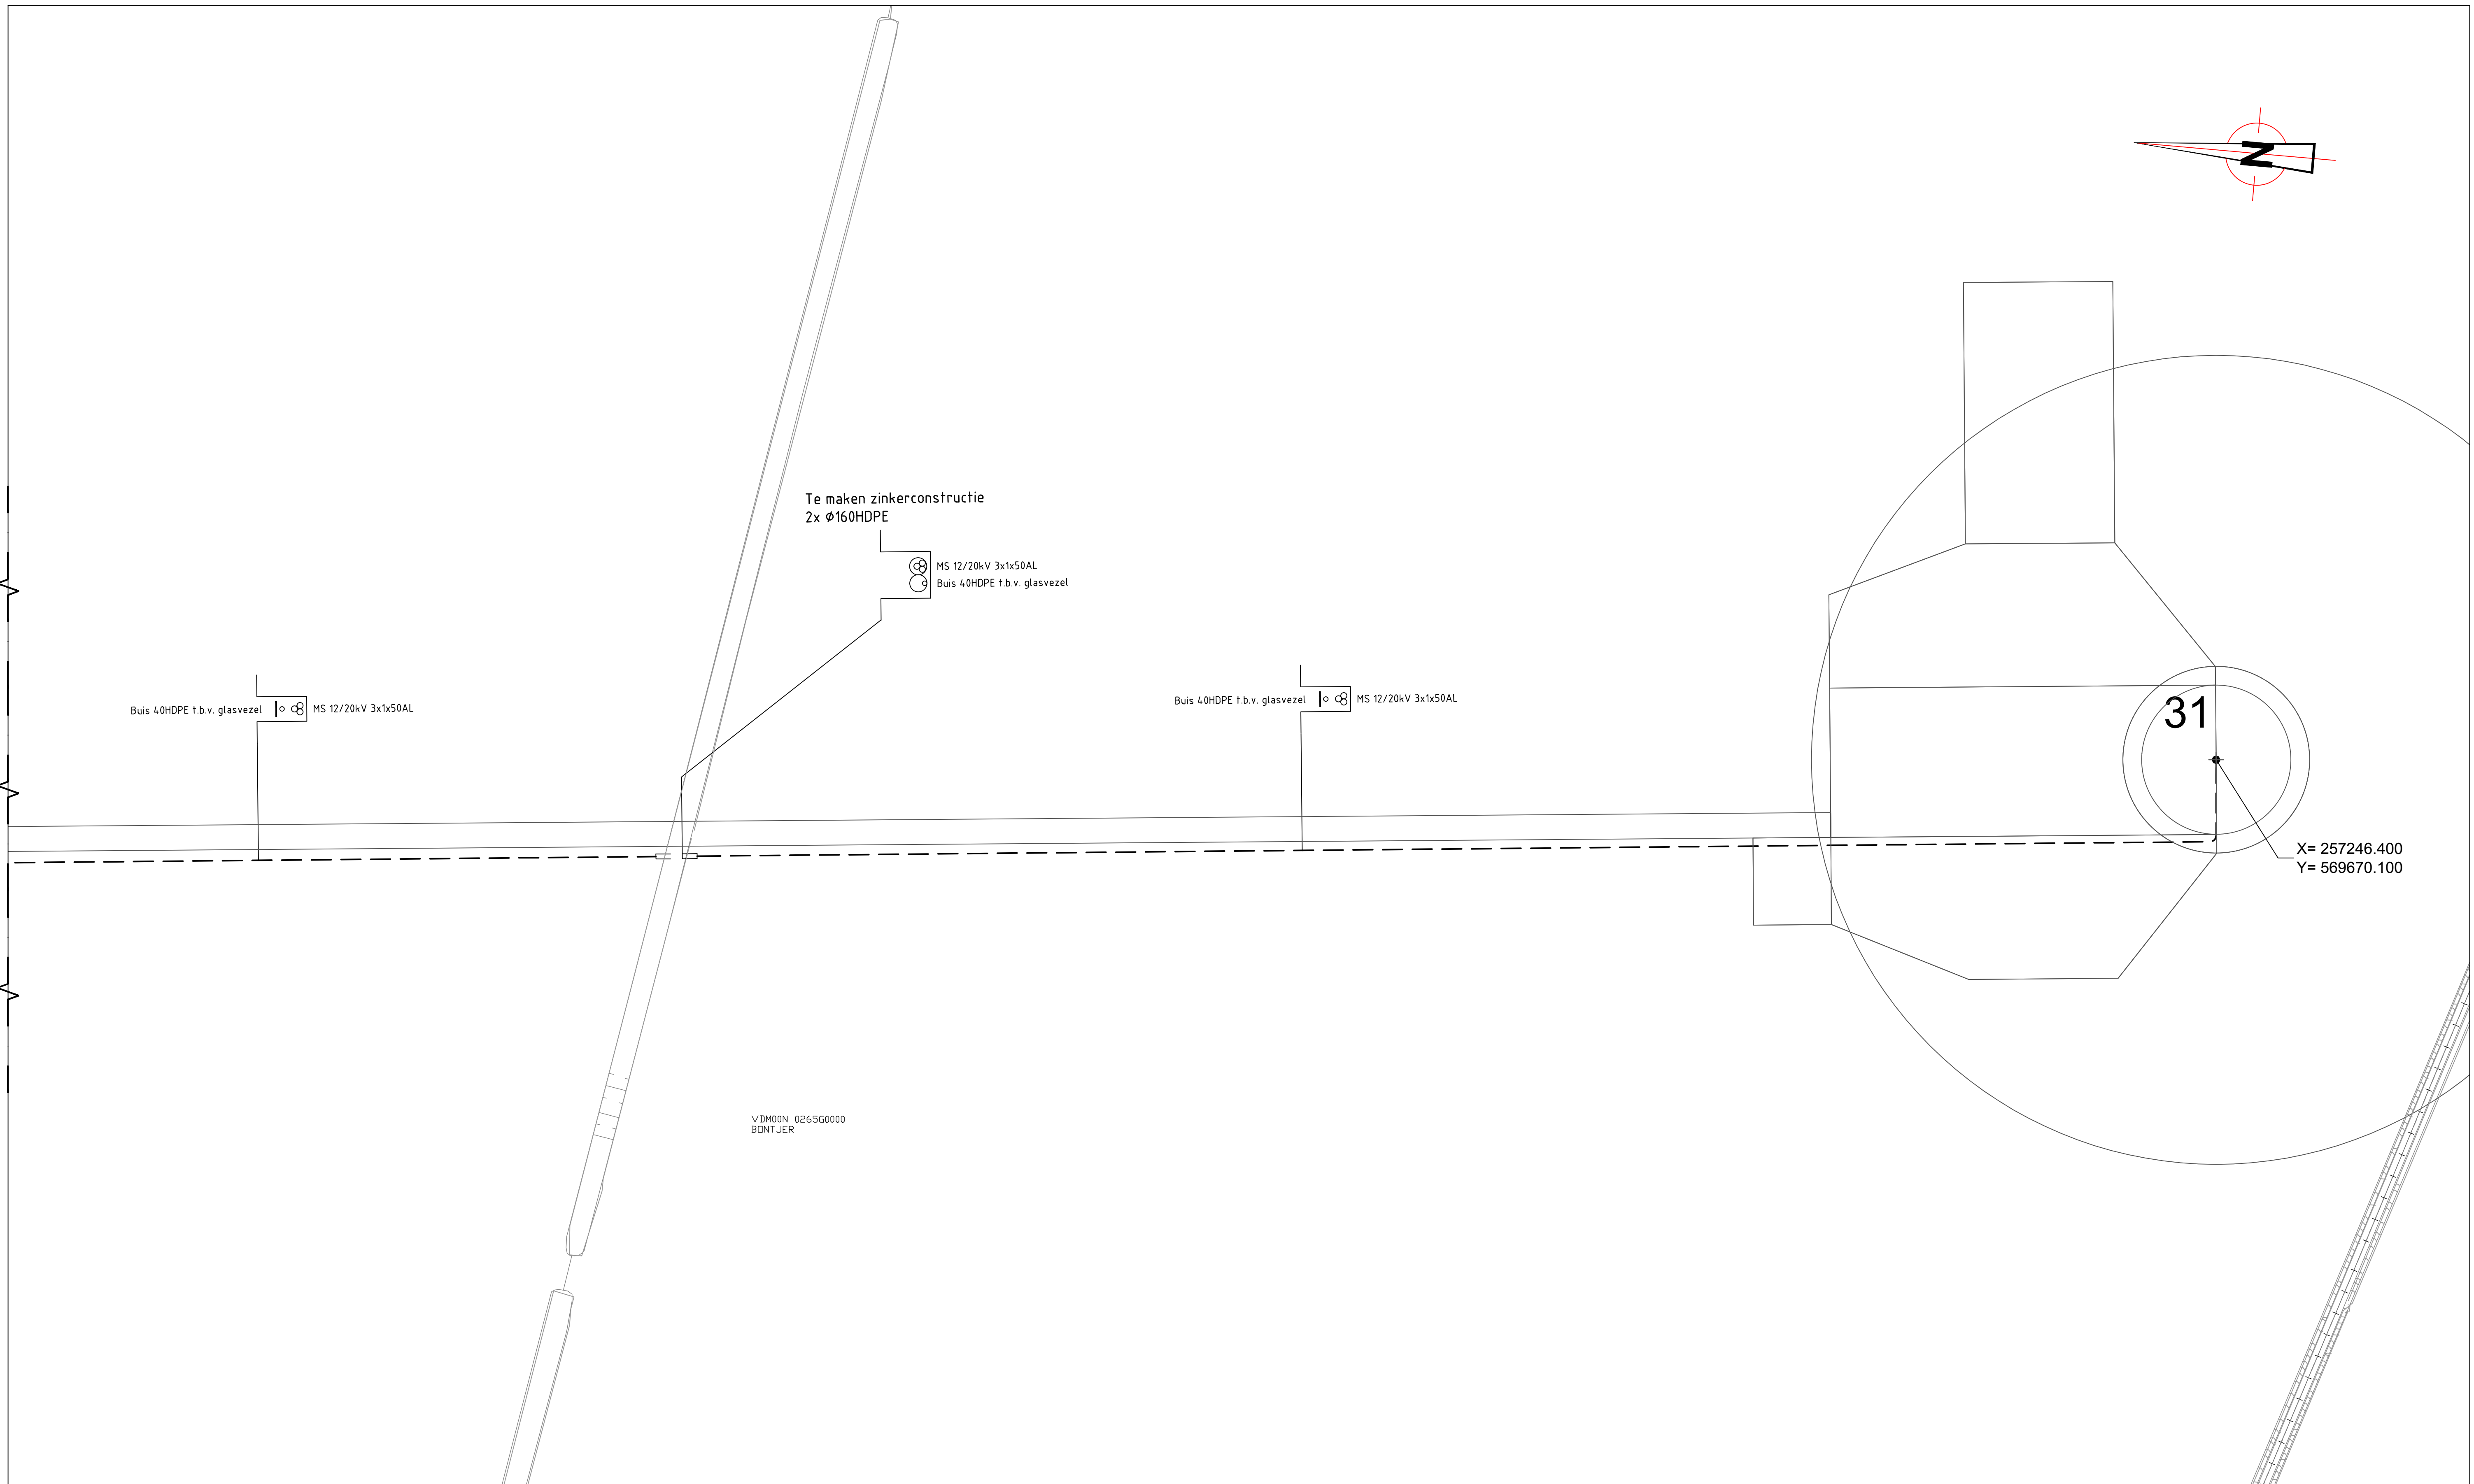 N
Te maken zinkerconstructie
2x Ø160HDPE
MS 12/20kV 3x1x50AL
Buis 40HDPE t.b.v. glasvezel
Buis 40HDPE t.b.v. glasvezel MS 12/20kV 3x1x50AL
Buis 40HDPE t.b.v. glasvezel MS 12/20kV 3x1x50AL
31
X= 257246.400
Y= 569670.100
VDM00N 0265G0000
BONTJER